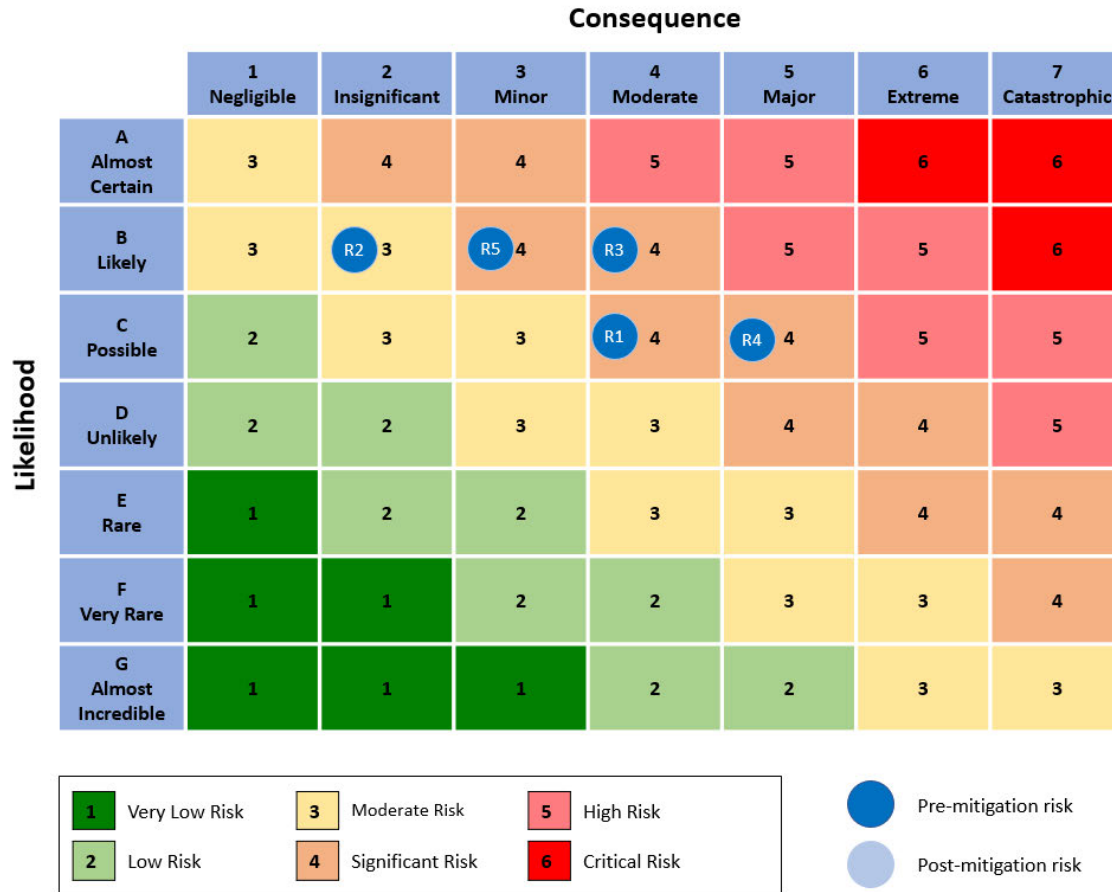 Consequence
1 2 3 4 5 6 7
Negligible Insignificant Minor Moderate Major Extreme Catastrophic
Likelihood
A
Almost
Certain
3 4 4 5 5 6 6
B
Likely
3 R2 3 R5 4 R3 4 5 5 6
C
Possible
2 3 3 R1 4 R4 4 5 5
D
Unlikely
2 2 3 3 4 4 5
E
Rare
1 2 2 3 3 4 4
F
Very Rare
1 1 2 2 3 3 4
G
Almost
Incredible
1 1 1 2 2 3 3
1 Very Low Risk 3 Moderate Risk 5 High Risk Pre-mitigation risk
2 Low Risk 4 Significant Risk 6 Critical Risk Post-mitigation risk